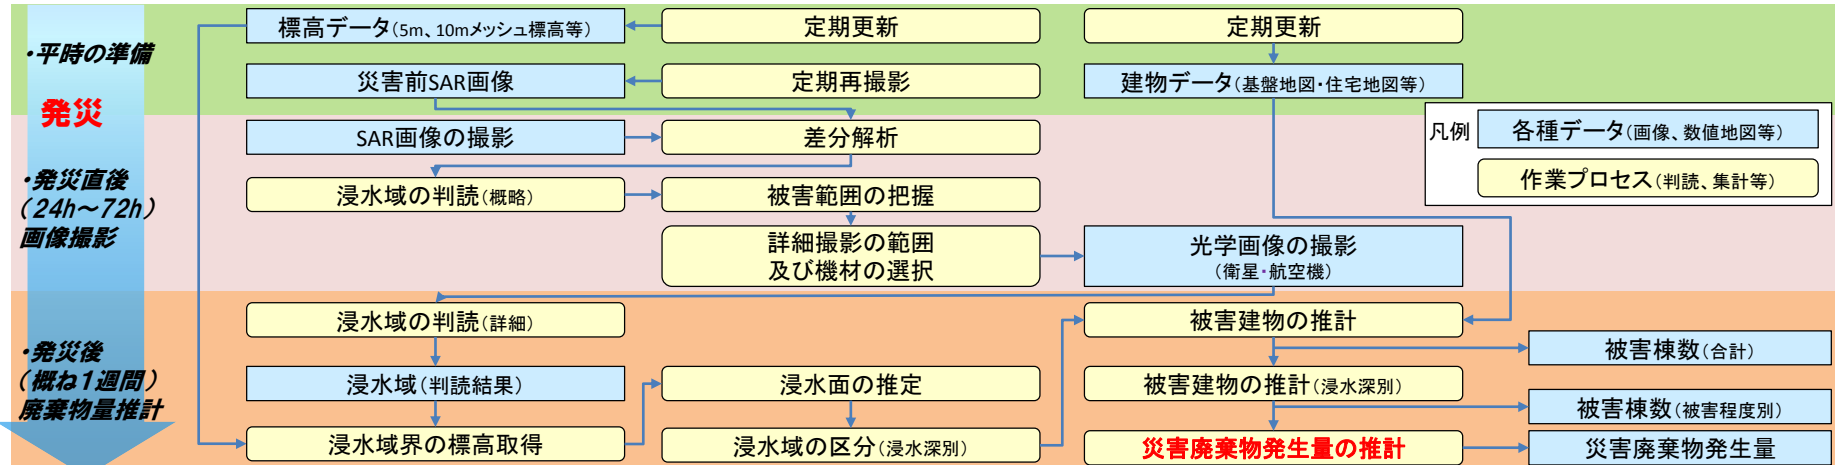 ・平時の準備
発災
・発災直後
（24h～72h）
画像撮影
・発災後
（概ね1週間）
廃棄物量推計
標高データ（5m、10mメッシュ標高等）
定期更新
定期更新
災害前SAR画像
定期再撮影
建物データ（基盤地図・住宅地図等）
SAR画像の撮影
差分解析
凡例
各種データ（画像、数値地図等）
作業プロセス（判読、集計等）
浸水域の判読（概略）
被害範囲の把握
詳細撮影の範囲
及び機材の選択
光学画像の撮影
（衛星・航空機）
浸水域の判読（詳細）
被害建物の推計
被害棟数（合計）
浸水域（判読結果）
浸水面の推定
被害建物の推計（浸水深別）
被害棟数（被害程度別）
浸水域界の標高取得
浸水域の区分（浸水深別）
災害廃棄物発生量の推計
災害廃棄物発生量